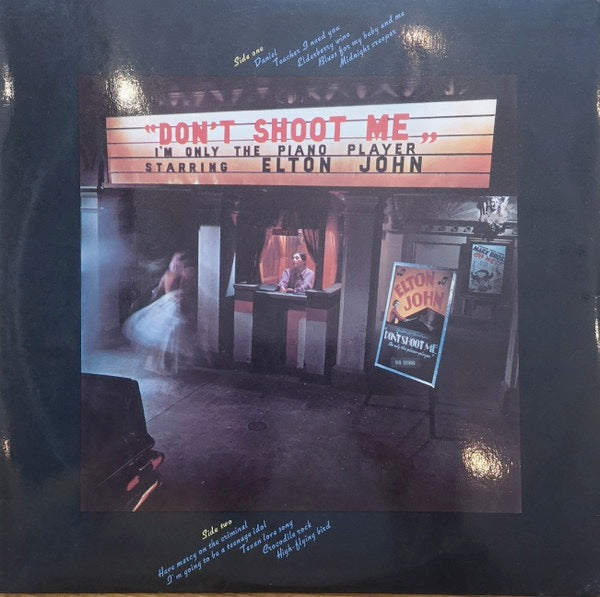 Side one
Daniel
Teacher I need you
Elderberry wine
Blues for my baby and me
Midnight creeper
"DON'T SHOOT ME"
I'M ONLY THE PIANO PLAYER
STARRING ELTON JOHN
ELTON
JOHN
DON'T SHOOT ME
MARX BROS
Side two
Have mercy on the criminal
I'm going to be a teenage idol
Texan love song
Crocodile rock
High-flying bird